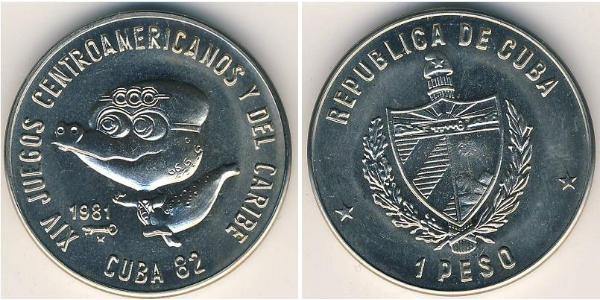 XIV JUEGOS CENTROAMERICANOS Y DEL CARIBE
1981
CUBA 82
REPUBLICA DE CUBA
1 PESO